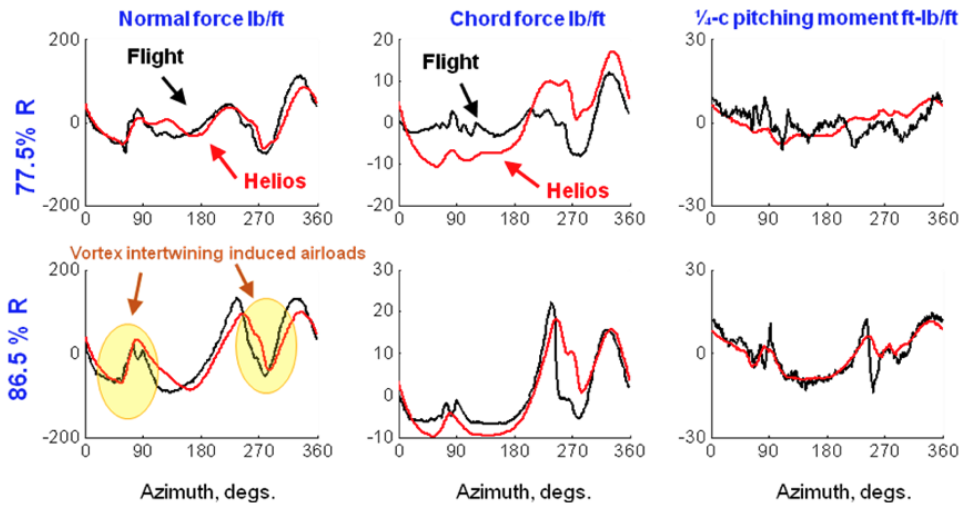 Normal force lb/ft Chord force lb/ft ¼-c pitching moment ft-lb/ft
77.5% R
200
0
-200
0 90 180 270 360
Flight
Helios
20
10
0
-10
20
0 90 180 270 360
Flight
Helios
30
0
-30
0 90 180 270 360
86.5 % R
Vortex intertwining induced airloads
200
0
-200
0 90 180 270 360
30
20
10
0
-10
0 90 180 270 360
30
0
-30
0 90 180 270 360
Azimuth, degs. Azimuth, degs. Azimuth, degs.